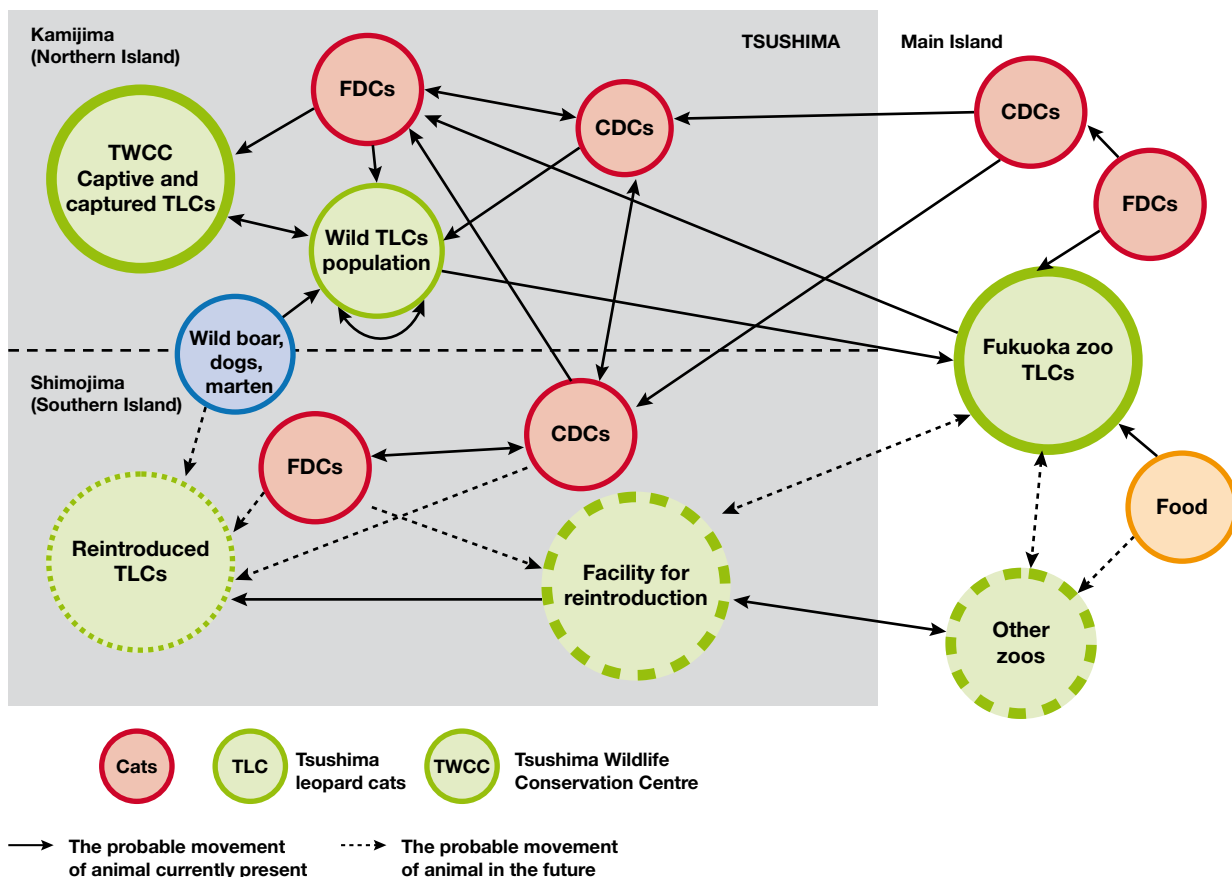 Kamijima
(Northern Island)
TSUSHIMA
Main Island
FDCs
CDCs
CDCs
TWCC
Captive and
captured TLCs
FDCs
Wild TLCs
population
Wild boar,
dogs,
marten
Fukuoka zoo
TLCs
Shimojima
(Southern Island)
CDCs
FDCs
Food
Reintroduced
TLCs
Facility for
reintroduction
Other
zoos
Cats
TLC
Tsushima
leopard cats
TWCC
Tsushima Wildlife
Conservation Centre
The probable movement
of animal currently present
The probable movement
of animal in the future